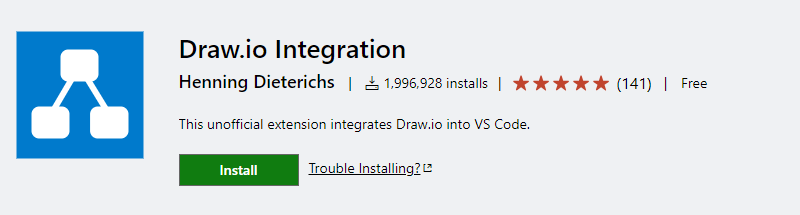 Draw.io Integration
Henning Dieterichs | 1,996,928 installs | (141) | Free
This unofficial extension integrates Draw.io into VS Code.
Install Trouble Installing?